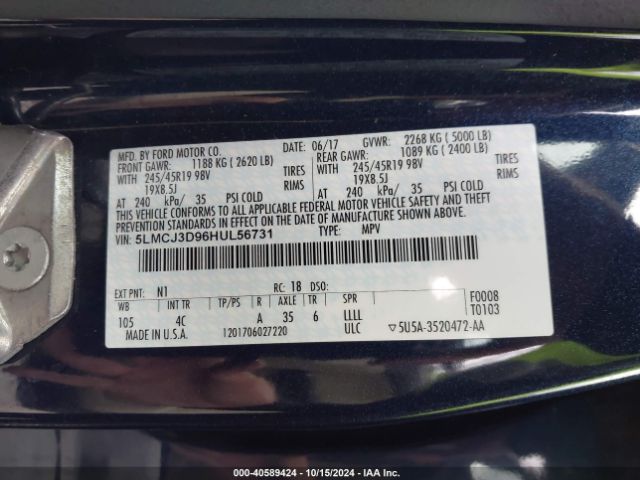 MFD. BY FORD MOTOR CO.
DATE: 06/17 GVWR: 2268 KG ( 5000 LB)
FRONT GAWR: 1188 KG ( 2620 LB) REAR GAWR: 1089 KG ( 2400 LB)
WITH 245/45R19 98V TIRES WITH 245/45R19 98V TIRES
19X8.5J RIMS 19X8.5J RIMS
AT 240 kPa/ 35 PSI COLD AT 240 kPa/ 35 PSI COLD
THIS VEHICLE CONFORMS TO ALL APPLICABLE FEDERAL MOTOR VEHICLE SAFETY AND THEFT
PREVENTION STANDARDS IN EFFECT ON THE DATE OF MANUFACTURE SHOWN ABOVE.
VIN: 5LMCJ3D96HUL56731 TYPE: MPV
EXT PNT: N1 RC: 18 DSO: F0008
WB INT TR TP/PS R AXLE TR SPR T0103
105 4C A 35 6 LLLL
MADE IN U.S.A. 1201706027220 ULC ▽5U5A-3520472-AA
000-40589424 - 10/15/2024 - IAA Inc.